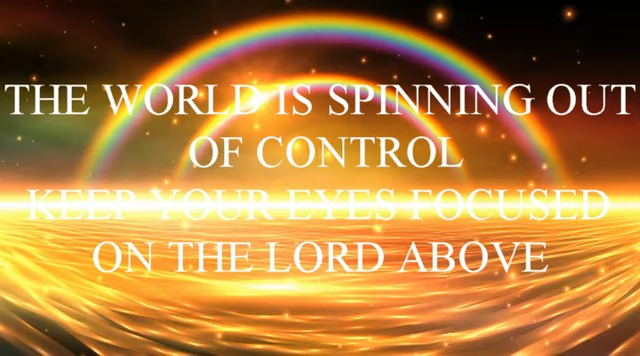 THE WORLD IS SPINNING OUT
OF CONTROL
KEEP YOUR EYES FOCUSED
ON THE LORD ABOVE